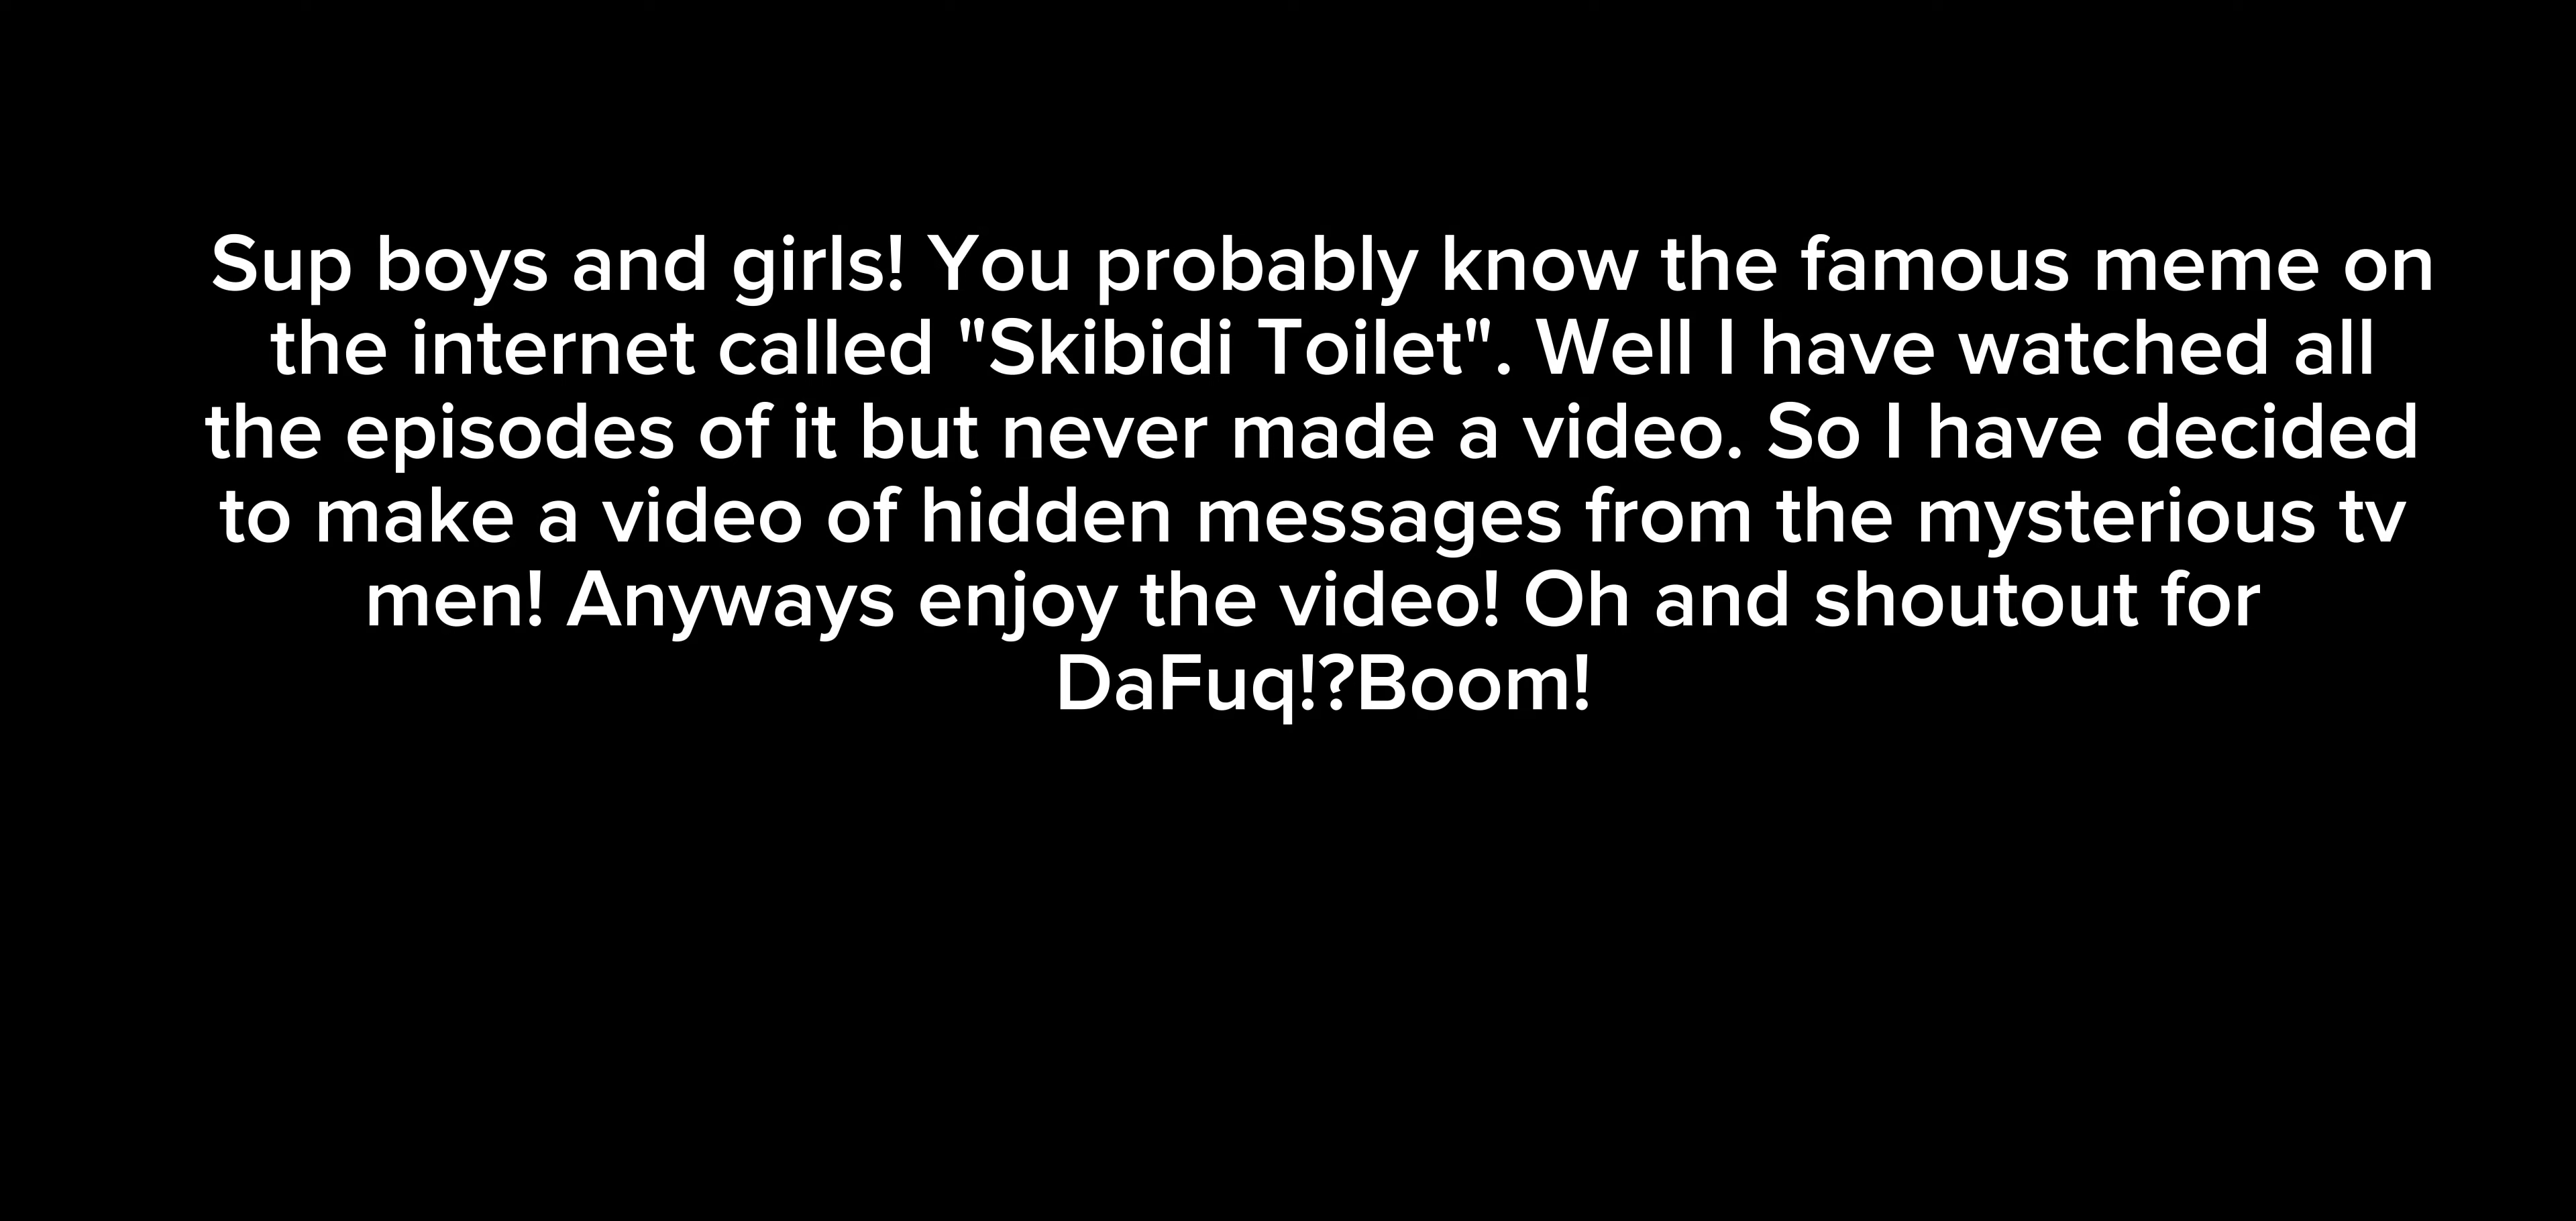 Sup boys and girls! You probably know the famous meme on
the internet called "Skibidi Toilet". Well I have watched all
the episodes of it but never made a video. So I have decided
to make a video of hidden messages from the mysterious tv
men! Anyways enjoy the video! Oh and shoutout for
DaFuq!?Boom!